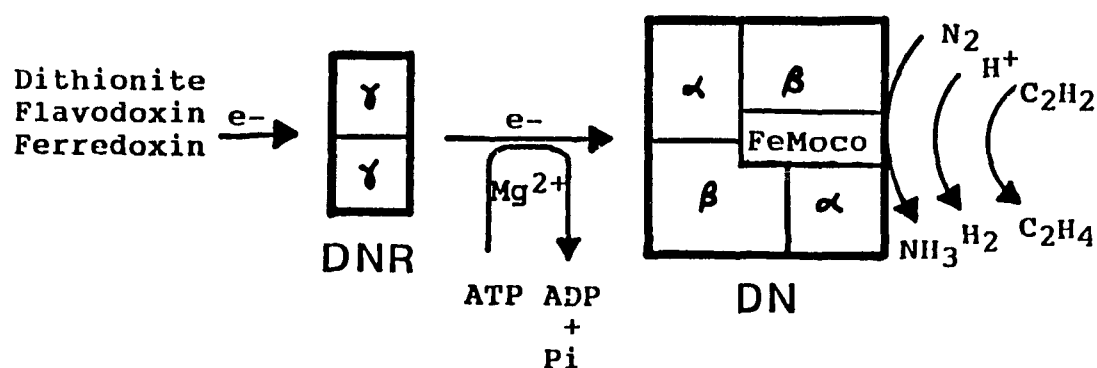 Dithionite
Flavodoxin
Ferredoxin
e-
γ
γ
DNR
e-
Mg2+
ATP ADP
+
Pi
α
β
FeMoco
β
α
DN
N2
H+
C2H2
NH3
H2
C2H4